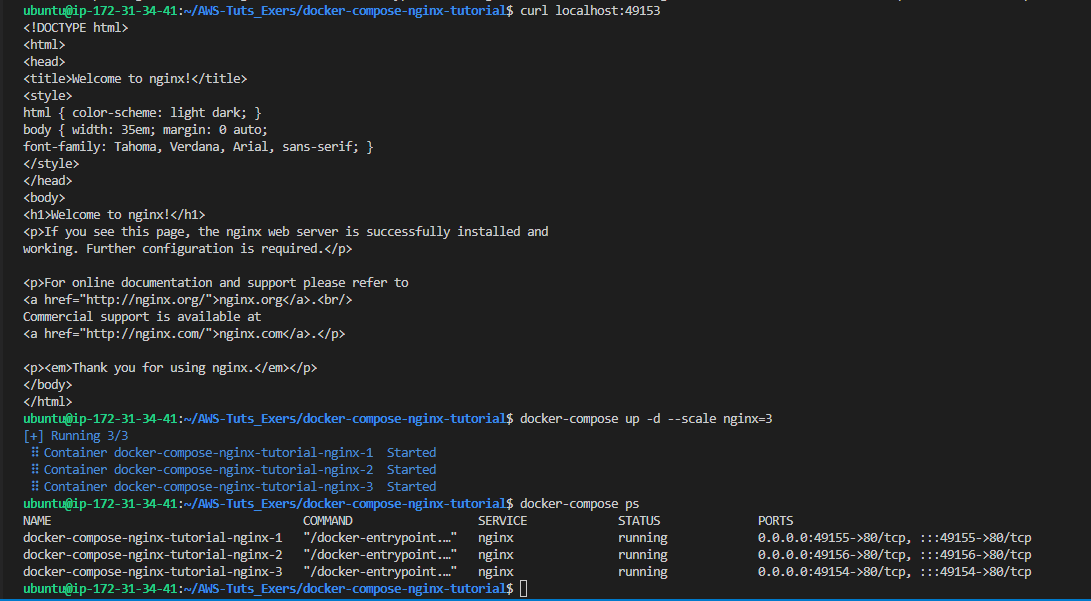 ubuntu@ip-172-31-34-41:~/AWS-Tuts_Exers/docker-compose-nginx-tutorial$ curl localhost:49153
<!DOCTYPE html>
<html>
<head>
<title>Welcome to nginx!</title>
<style>
html { color-scheme: light dark; }
body { width: 35em; margin: 0 auto;
font-family: Tahoma, Verdana, Arial, sans-serif; }
</style>
</head>
<body>
<h1>Welcome to nginx!</h1>
<p>If you see this page, the nginx web server is successfully installed and
working. Further configuration is required.</p>

<p>For online documentation and support please refer to
<a href="http://nginx.org/">nginx.org</a>.<br/>
Commercial support is available at
<a href="http://nginx.com/">nginx.com</a>.</p>

<p><em>Thank you for using nginx.</em></p>
</body>
</html>
ubuntu@ip-172-31-34-41:~/AWS-Tuts_Exers/docker-compose-nginx-tutorial$ docker-compose up -d --scale nginx=3
[+] Running 3/3
⠿ Container docker-compose-nginx-tutorial-nginx-1 Started
⠿ Container docker-compose-nginx-tutorial-nginx-2 Started
⠿ Container docker-compose-nginx-tutorial-nginx-3 Started
ubuntu@ip-172-31-34-41:~/AWS-Tuts_Exers/docker-compose-nginx-tutorial$ docker-compose ps
NAME COMMAND SERVICE STATUS PORTS
docker-compose-nginx-tutorial-nginx-1 "/docker-entrypoint.…" nginx running 0.0.0.0:49155->80/tcp, :::49155->80/tcp
docker-compose-nginx-tutorial-nginx-2 "/docker-entrypoint.…" nginx running 0.0.0.0:49156->80/tcp, :::49156->80/tcp
docker-compose-nginx-tutorial-nginx-3 "/docker-entrypoint.…" nginx running 0.0.0.0:49154->80/tcp, :::49154->80/tcp
ubuntu@ip-172-31-34-41:~/AWS-Tuts_Exers/docker-compose-nginx-tutorial$